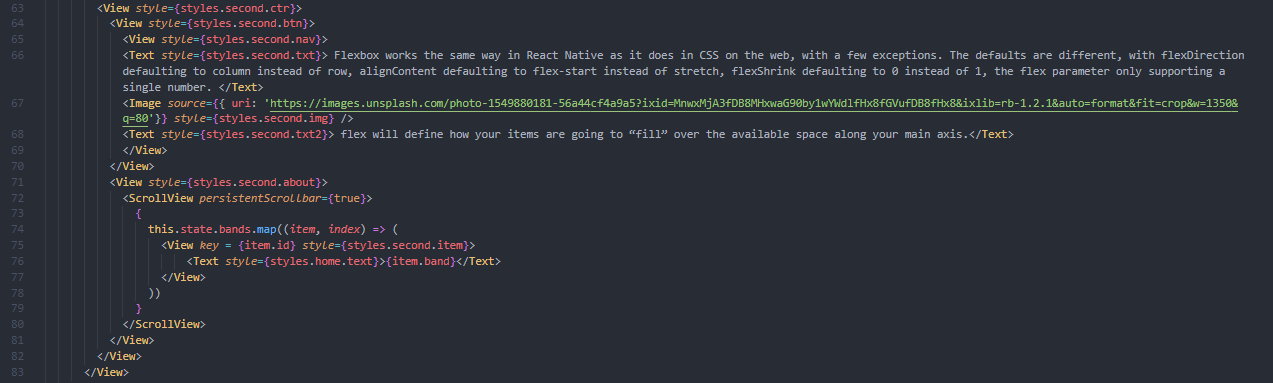 63 <View style={styles.second.ctr}>
64 <View style={styles.second.btn}>
65 <View style={styles.second.nav}>
66 <Text style={styles.second.txt}> Flexbox works the same way in React Native as it does in CSS on the web, with a few exceptions. The defaults are different, with flexDirection
defaulting to column instead of row, alignContent defaulting to flex-start instead of stretch, flexShrink defaulting to 0 instead of 1, the flex parameter only supporting a
single number. </Text>
67 <Image source={{ uri: 'https://images.unsplash.com/photo-1549880181-56a44cf4a9a5?ixid=MnwxMjA3fDB8MHxwaG90by1wYWdlfHx8fGVufDB8fHx8&ixlib=rb-1.2.1&auto=format&fit=crop&w=1350&
q=80'}} style={styles.second.img} />
68 <Text style={styles.second.txt2}> flex will define how your items are going to “fill” over the available space along your main axis.</Text>
69 </View>
70 </View>
71 <View style={styles.second.about}>
72 <ScrollView persistentScrollbar={true}>
73 {
74 this.state.bands.map((item, index) => (
75 <View key = {item.id} style={styles.second.item}>
76 <Text style={styles.home.text}>{item.band}</Text>
77 </View>
78 ))
79 }
80 </ScrollView>
81 </View>
82 </View>
83 </View>